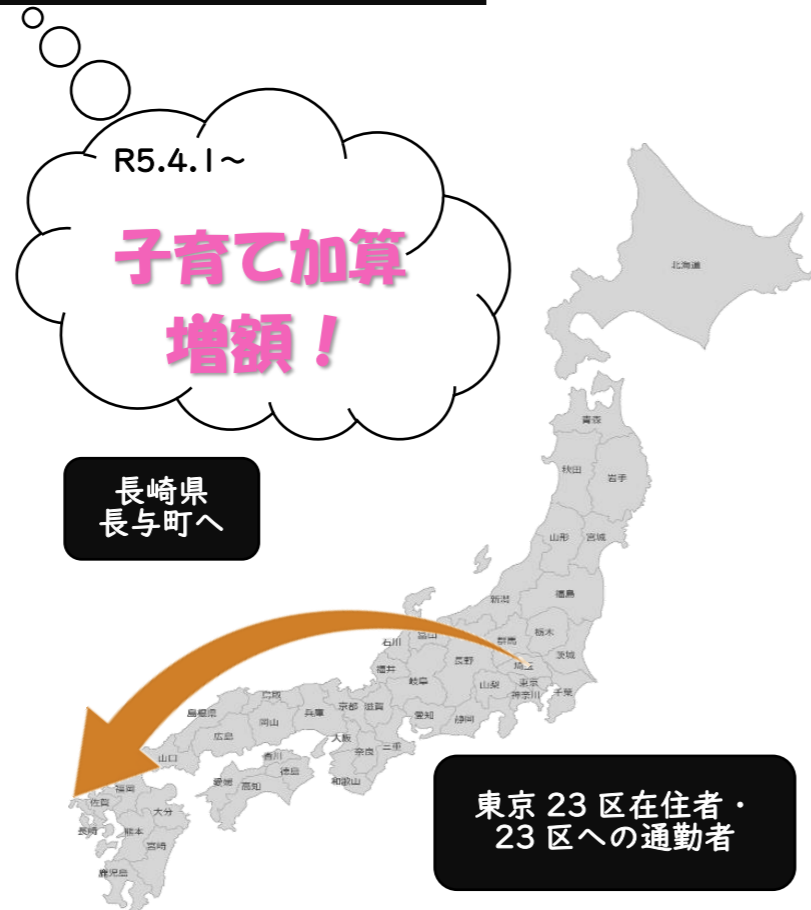 R5.4.1~
子育て加算
増額！
北海道
青森
秋田
岩手
山形
宮城
新潟
福島
石川
富山
群馬
栃木
福井
長野
埼玉
茨城
岐阜
山梨
東京
神奈川
千葉
愛知
静岡
島根県
鳥取
京都
滋賀
岡山
兵庫
広島
大阪
奈良
三重
和歌山
山口
香川
徳島
愛媛
高知
福岡
佐賀
大分
長崎
熊本
宮崎
鹿児島
長崎県
長与町へ
東京 23 区在住者・
23 区への通勤者